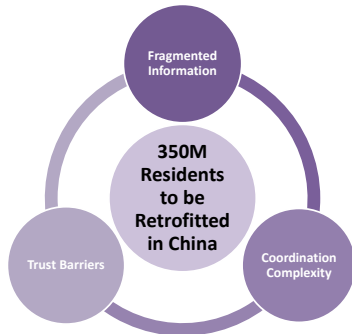 Fragmented
Information
350M
Residents
to be
Retrofitted
in China
Trust Barriers
Coordination
Complexity